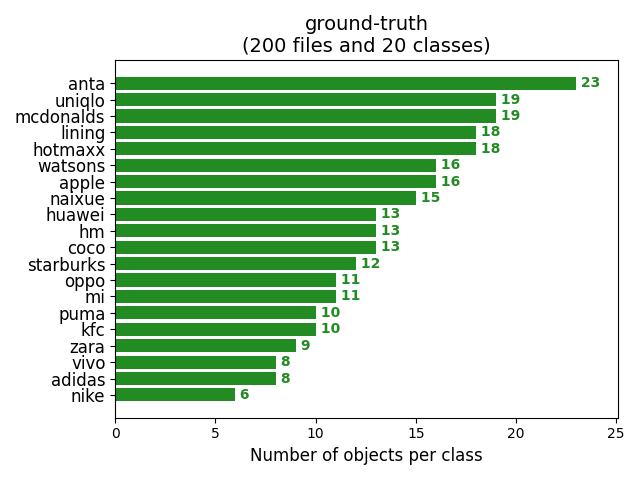 ground-truth
(200 files and 20 classes)
anta 23
uniqlo 19
mcdonalds 19
lining 18
hotmaxx 18
watsons 16
apple 16
naixue 15
huawei 13
hm 13
coco 13
starburks 12
oppo 11
mi 11
puma 10
kfc 10
zara 9
vivo 8
adidas 8
nike 6
0 5 10 15 20 25
Number of objects per class